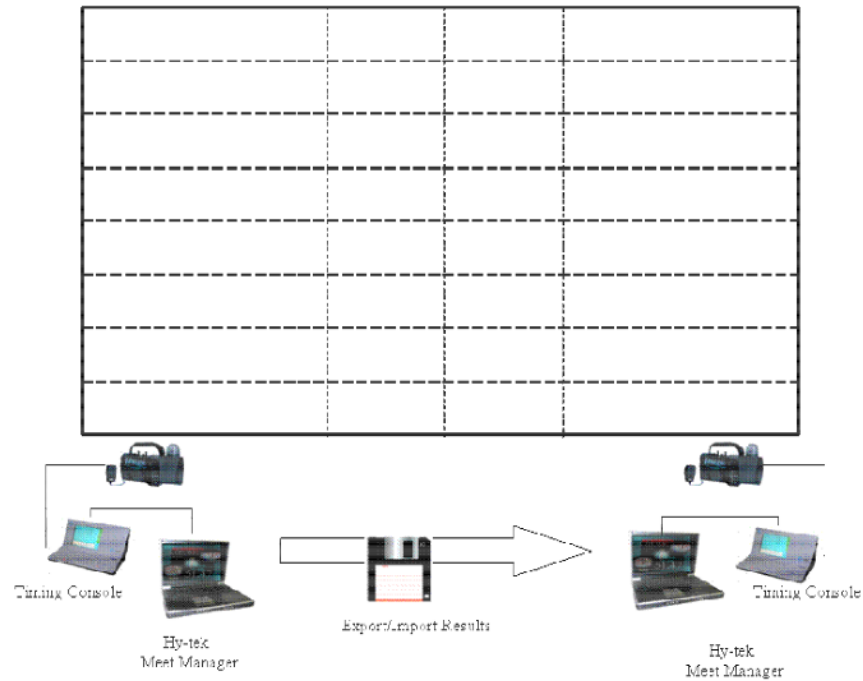 Timing Console
Hy-tek
Meet Manager
Export/Import Results
Hy-tek
Meet Manager
Timing Console